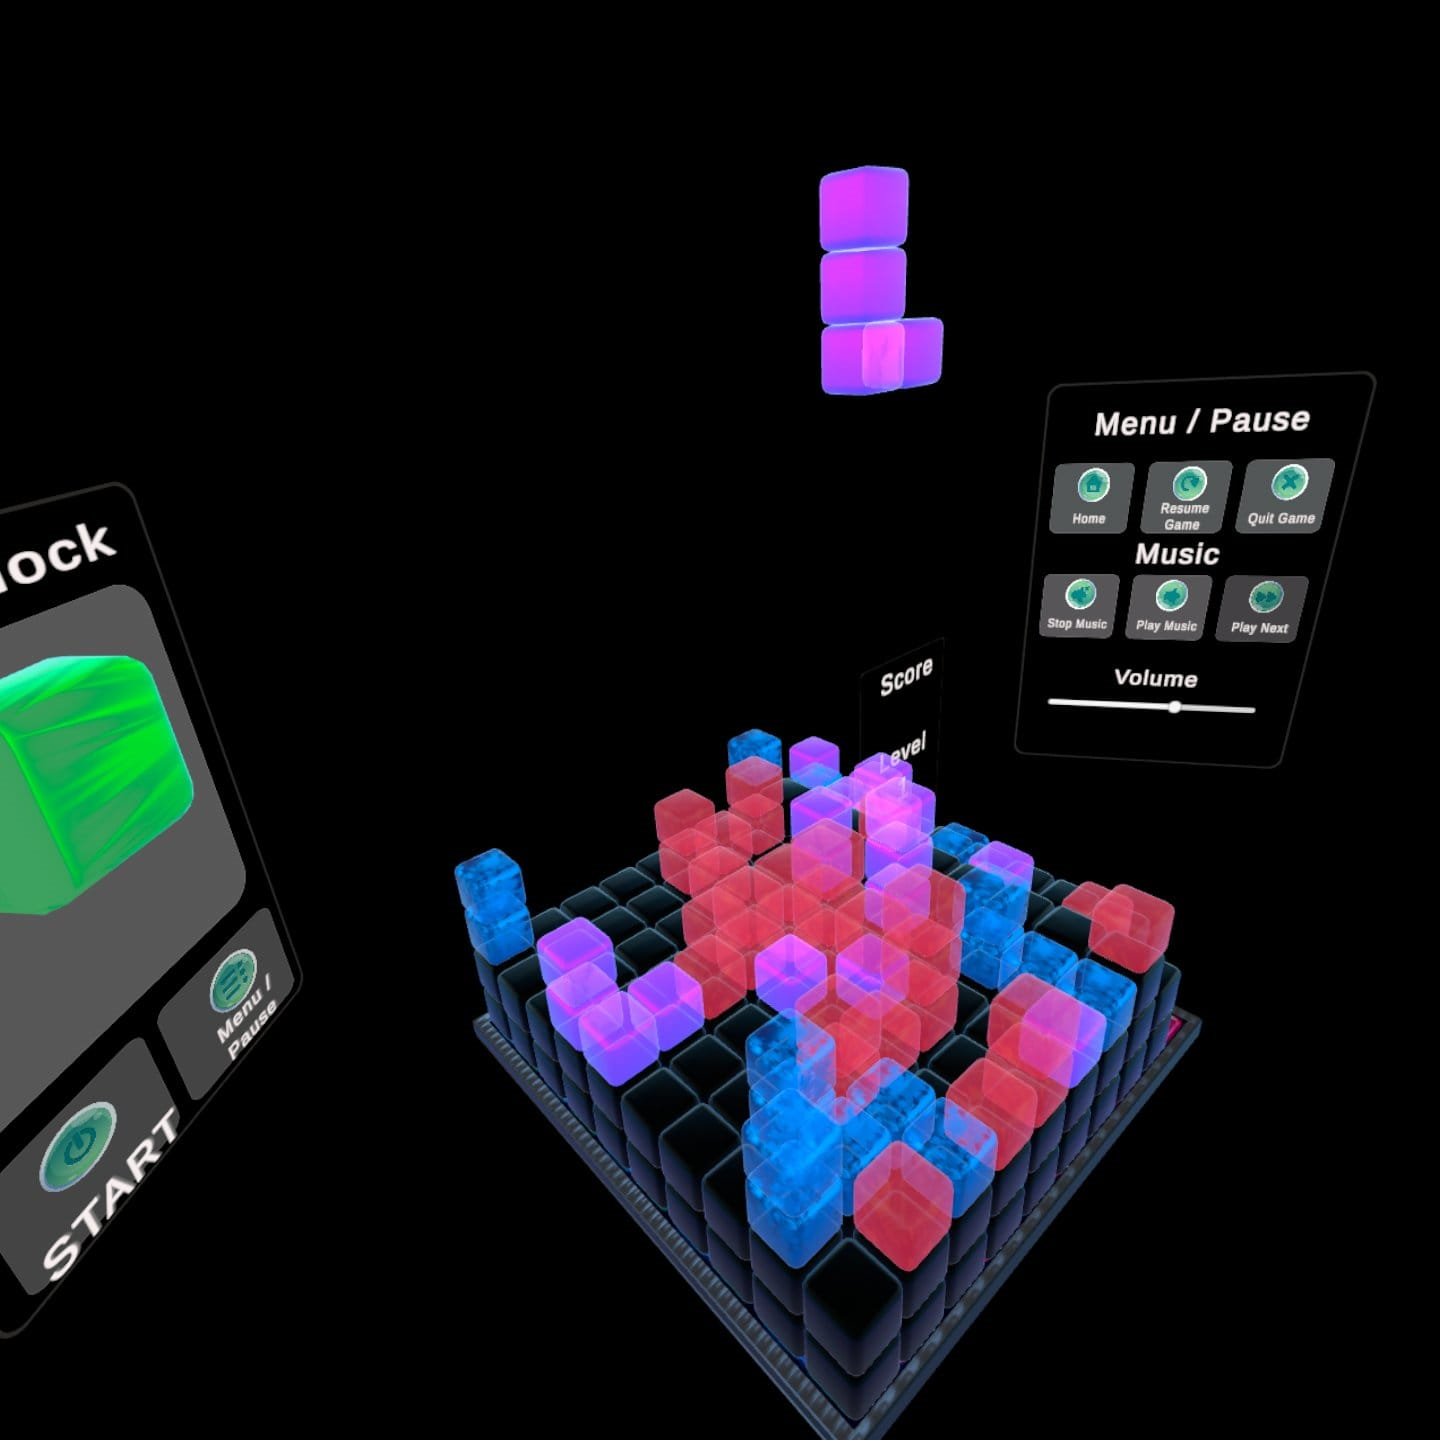 lock
Menu /
Pause
START
Score
Level
Menu / Pause
Home
Resume
Game
Quit Game
Music
Stop Music
Play Music
Play Next
Volume